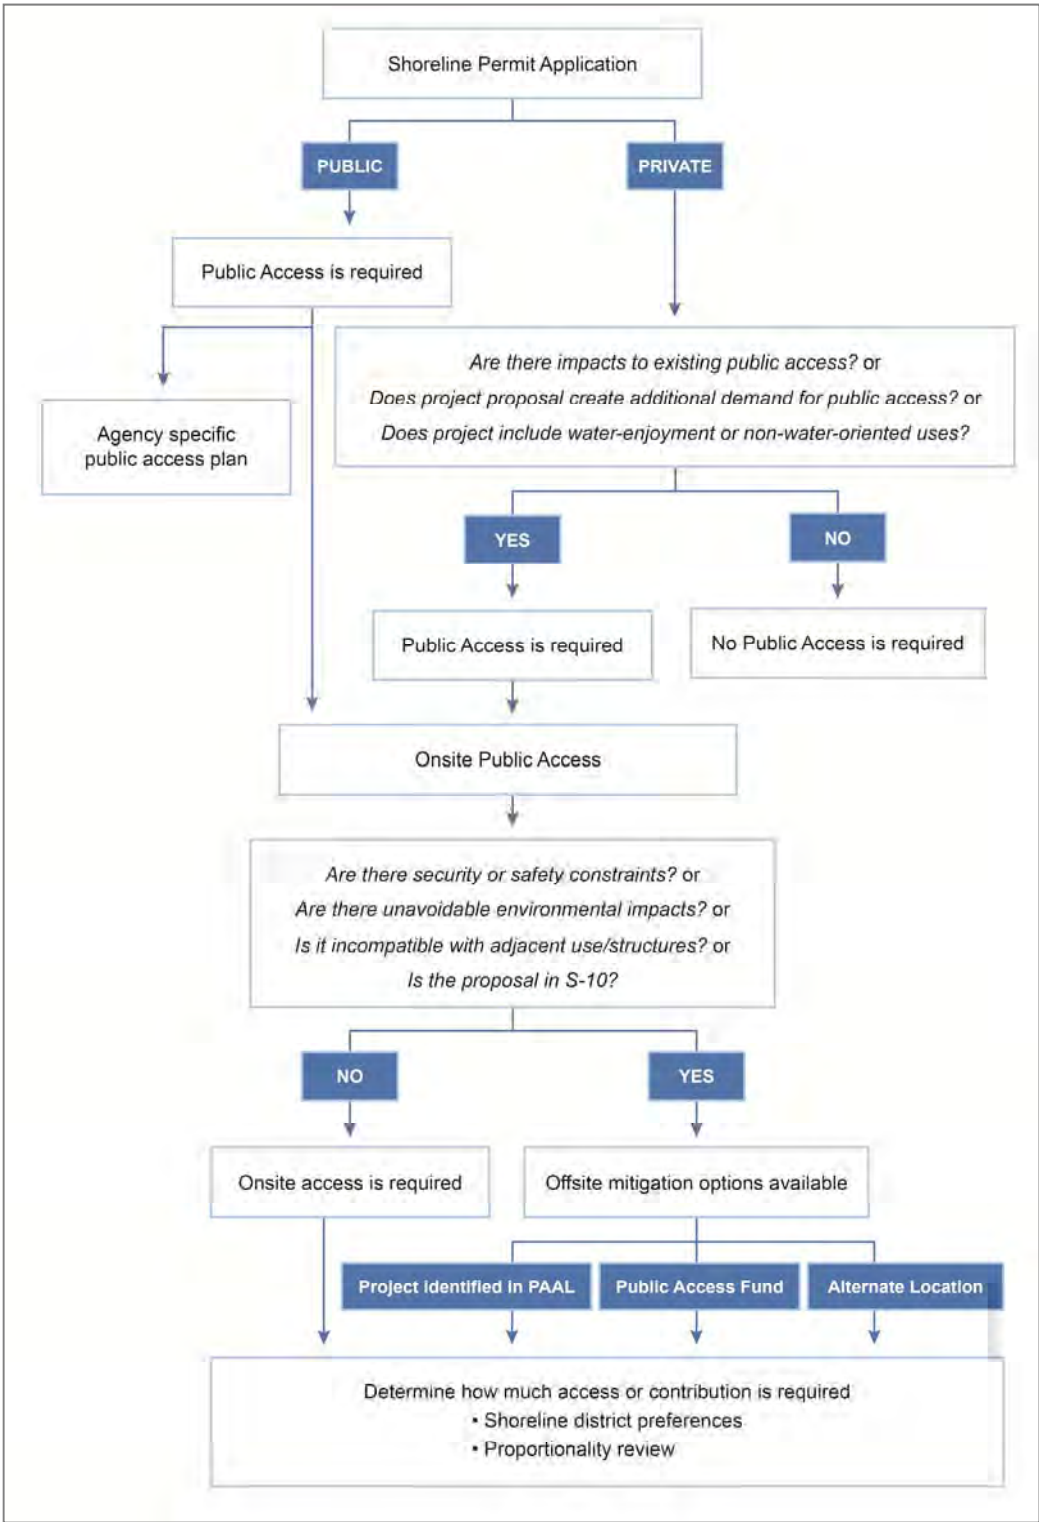 Shoreline Permit Application
PUBLIC
PRIVATE
Public Access is required
Are there impacts to existing public access? or
Does project proposal create additional demand for public access? or
Does project include water-enjoyment or non-water-oriented uses?
Agency specific
public access plan
YES
NO
Public Access is required
No Public Access is required
Onsite Public Access
Are there security or safety constraints? or
Are there unavoidable environmental impacts? or
Is it incompatible with adjacent use/structures? or
Is the proposal in S-10?
NO
YES
Onsite access is required
Offsite mitigation options available
Project identified in PAAL
Public Access Fund
Alternate Location
Determine how much access or contribution is required
• Shoreline district preferences
• Proportionality review